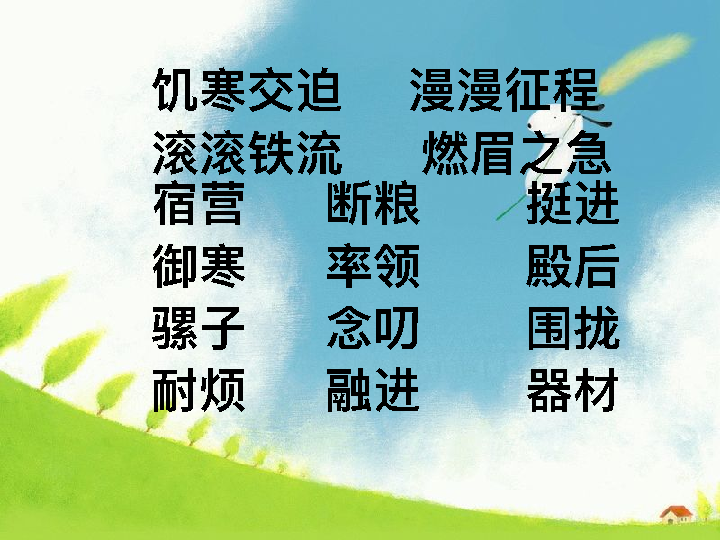 饥寒交迫 漫漫征程
滚滚铁流 燃眉之急
宿营 断粮 挺进
御寒 率领 殿后
骡子 念叨 围拢
耐烦 融进 器材